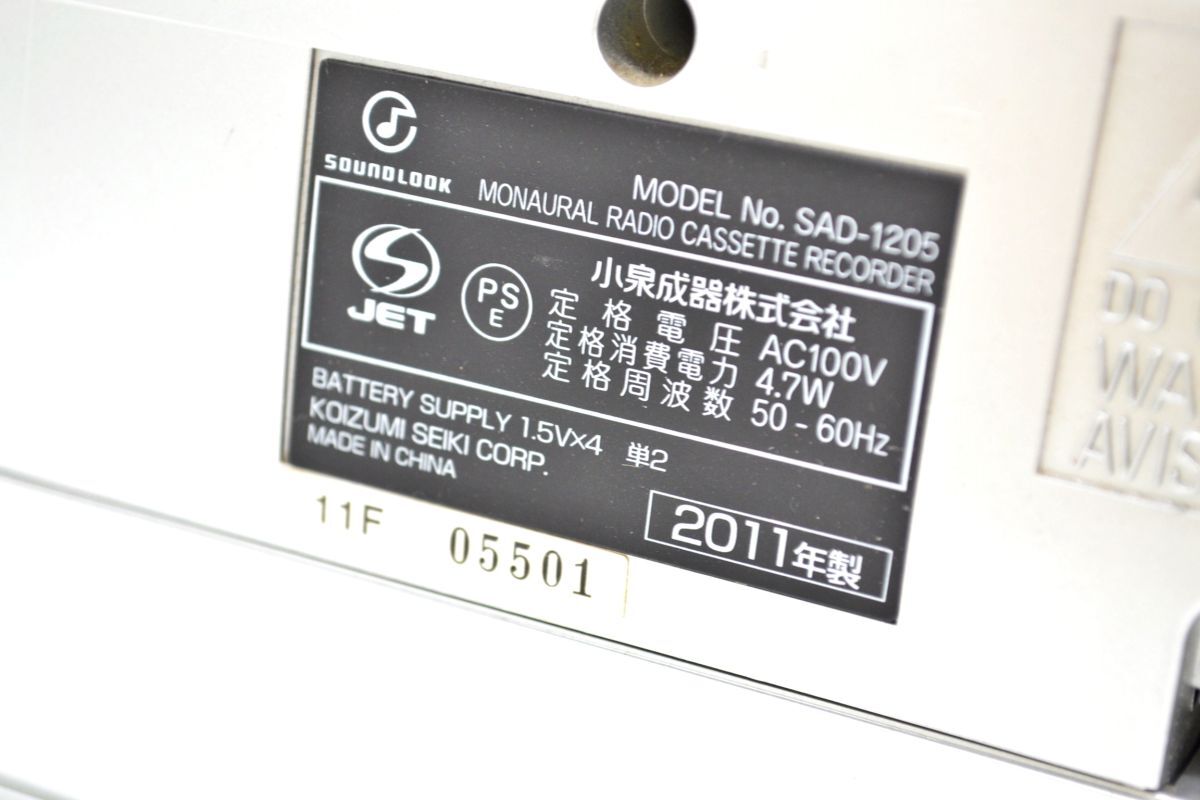 SOUNDLOOK
MODEL No. SAD-1205
MONAURAL RADIO CASSETTE RECORDER
JET
PS
E
小泉成器株式会社
定格電圧 AC100V
定格消費電力 4.7W
定格周波数 50 - 60Hz
BATTERY SUPPLY 1.5V×4 単2
KOIZUMI SEIKI CORP.
MADE IN CHINA
2011年製
11F 05501
DO